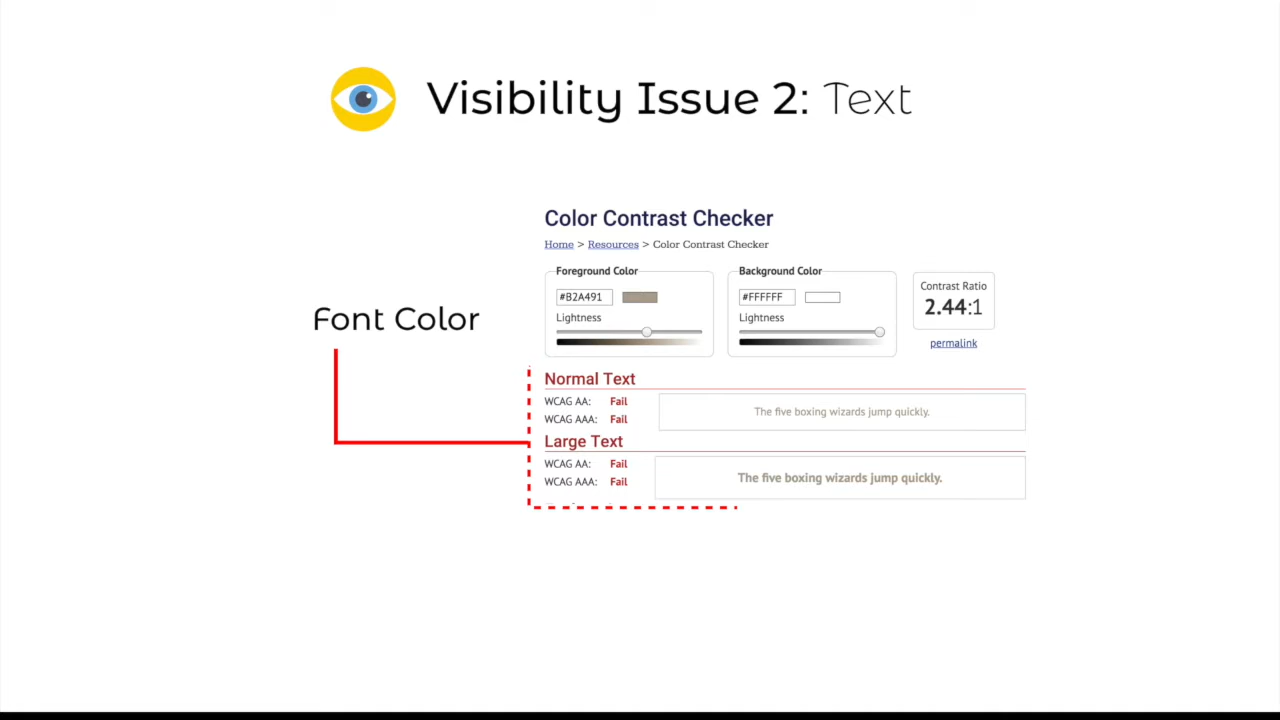 Visibility Issue 2: Text
Color Contrast Checker
Home > Resources > Color Contrast Checker
Foreground Color
#B2A491
Lightness
Background Color
#FFFFFF
Lightness
Contrast Ratio
2.44:1
permalink
Font Color
Normal Text
WCAG AA: Fail
WCAG AAA: Fail
The five boxing wizards jump quickly.
Large Text
WCAG AA: Fail
WCAG AAA: Fail
The five boxing wizards jump quickly.